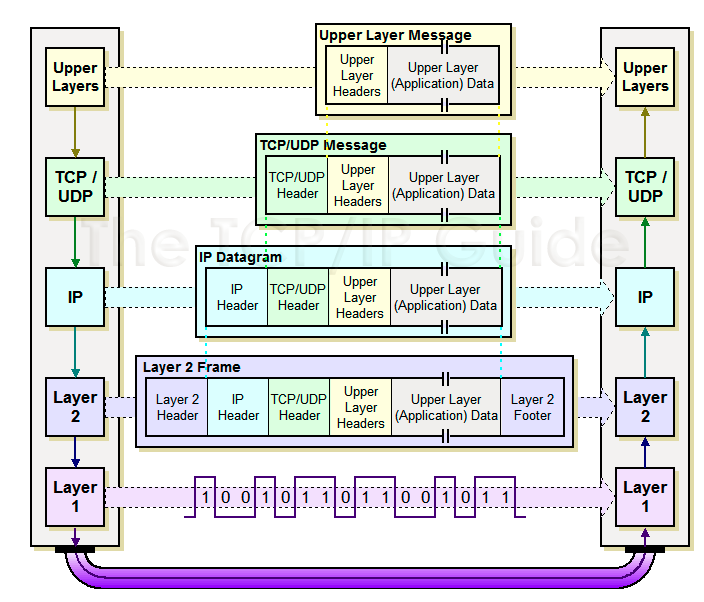 Upper Layer Message
Upper
Layers
Upper
Layer
Headers
Upper Layer
(Application) Data
Upper
Layers
TCP/UDP Message
TCP /
UDP
TCP/UDP
Header
Upper
Layer
Headers
Upper Layer
(Application) Data
TCP /
UDP
The TCP/IP Guide
IP Datagram
IP
IP
Header
TCP/UDP
Header
Upper
Layer
Headers
Upper Layer
(Application) Data
IP
Layer 2 Frame
Layer
2
Layer 2
Header
IP
Header
TCP/UDP
Header
Upper
Layer
Headers
Upper Layer
(Application) Data
Layer 2
Footer
Layer
2
Layer
1
1 0 0 1 0 1 1 0 1 1 0 0 1 0 1 1
Layer
1